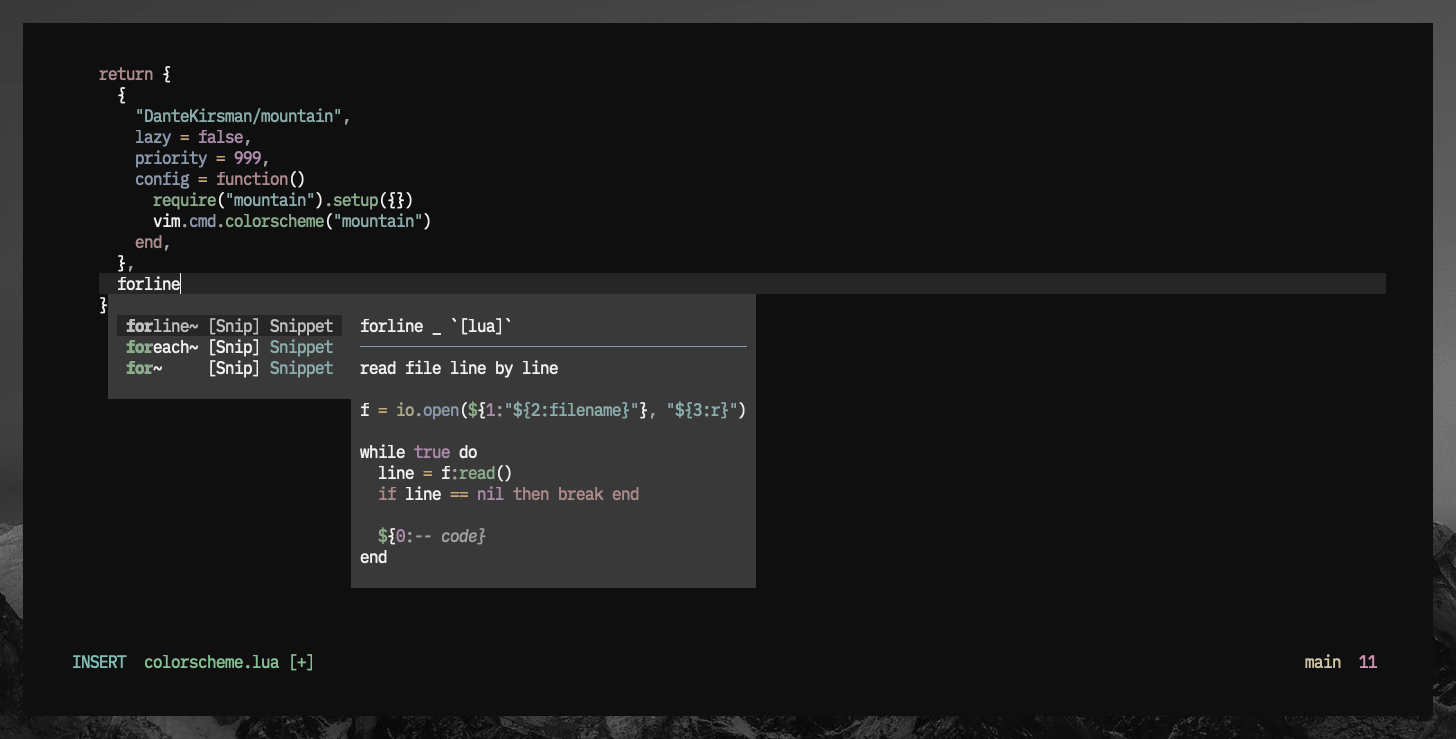 return {
  {
    "DanteKirsman/mountain",
    lazy = false,
    priority = 999,
    config = function()
      require("mountain").setup({})
      vim.cmd.colorscheme("mountain")
    end,
  },
  forline
}
forline~ [Snip] Snippet
foreach~ [Snip] Snippet
for~     [Snip] Snippet
forline _ `[lua]`
read file line by line
f = io.open(${1:"${2:filename}"}, "${3:r}")
while true do
  line = f:read()
  if line == nil then break end
  ${0:-- code}
end
INSERT  colorscheme.lua [+]
main  11